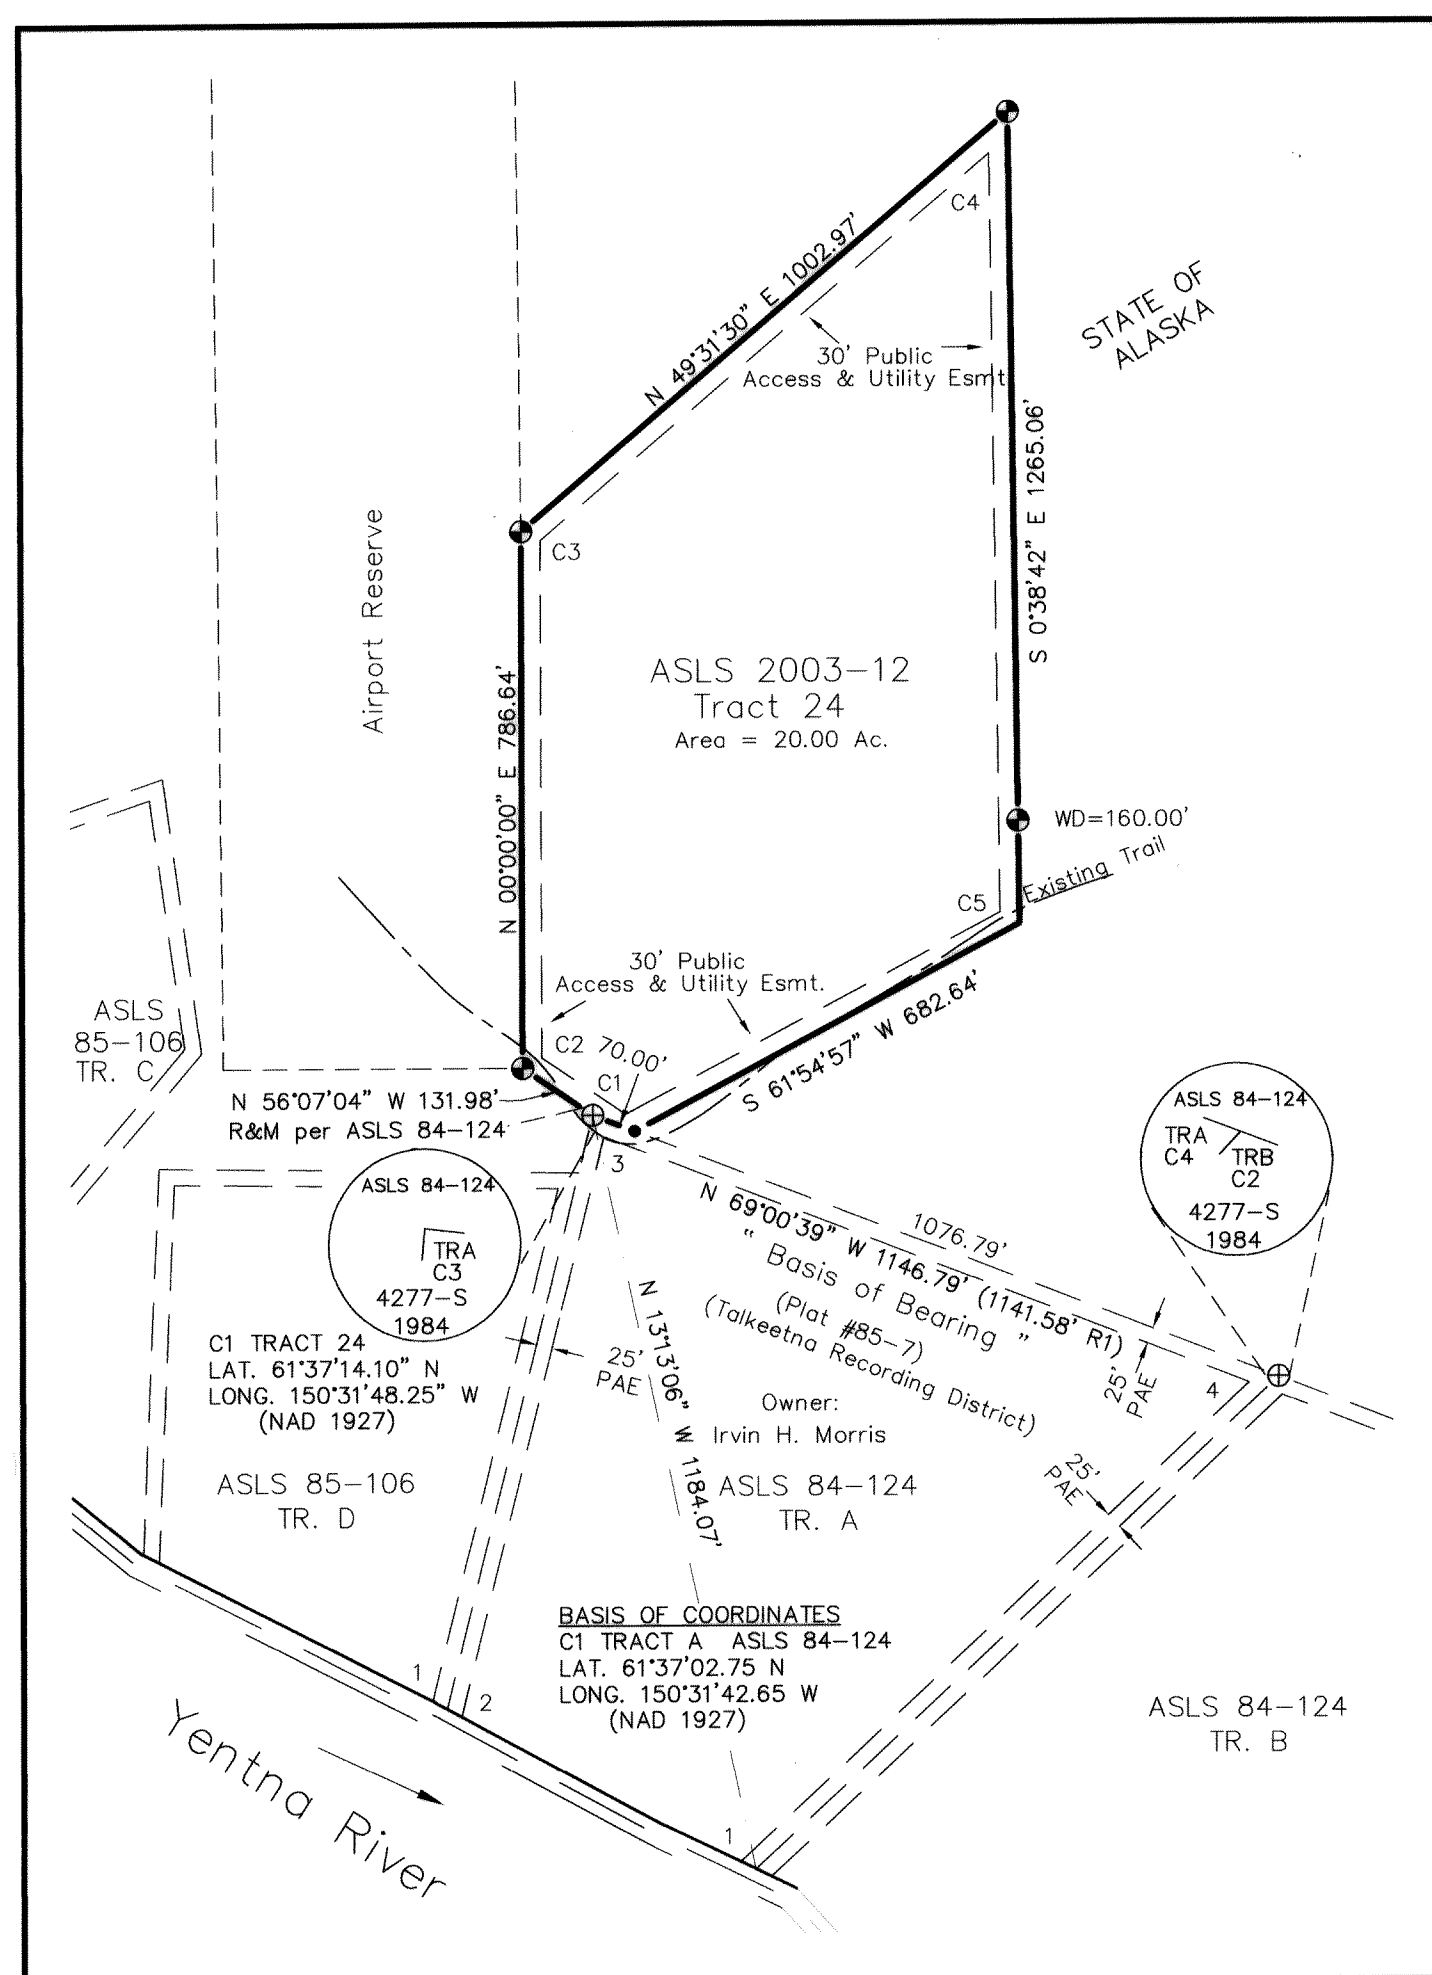 C4
N 49°31'30" E 1002.97'
STATE OF
ALASKA
30' Public
Access & Utility Esmt
S 0°38'42" E 1265.06'
C3
Airport Reserve
N 00°00'00" E 786.64'
ASLS 2003-12
Tract 24
Area = 20.00 Ac.
WD=160.00'
Existing Trail
C5
30' Public
Access & Utility Esmt.
S 61°54'57" W 682.64'
ASLS
85-106
TR. C
C2
70.00'
C1
N 56°07'04" W 131.98'
R&M per ASLS 84-124
3
ASLS 84-124
TRA
C3
4277-S
1984
ASLS 84-124
TRA
C4
TRB
C2
4277-S
1984
1076.79'
N 69°00'39" W 1146.79' (1141.58' R1)
" Basis of Bearing "
(Plat #85-7)
(Talkeetna Recording District)
N 13°13'06" W 1184.07'
25'
PAE
25'
PAE
4
25'
PAE
C1 TRACT 24
LAT. 61°37'14.10" N
LONG. 150°31'48.25" W
(NAD 1927)
Owner:
Irvin H. Morris
ASLS 85-106
TR. D
ASLS 84-124
TR. A
BASIS OF COORDINATES
C1 TRACT A ASLS 84-124
LAT. 61°37'02.75 N
LONG. 150°31'42.65 W
(NAD 1927)
1
2
1
ASLS 84-124
TR. B
Yentna River